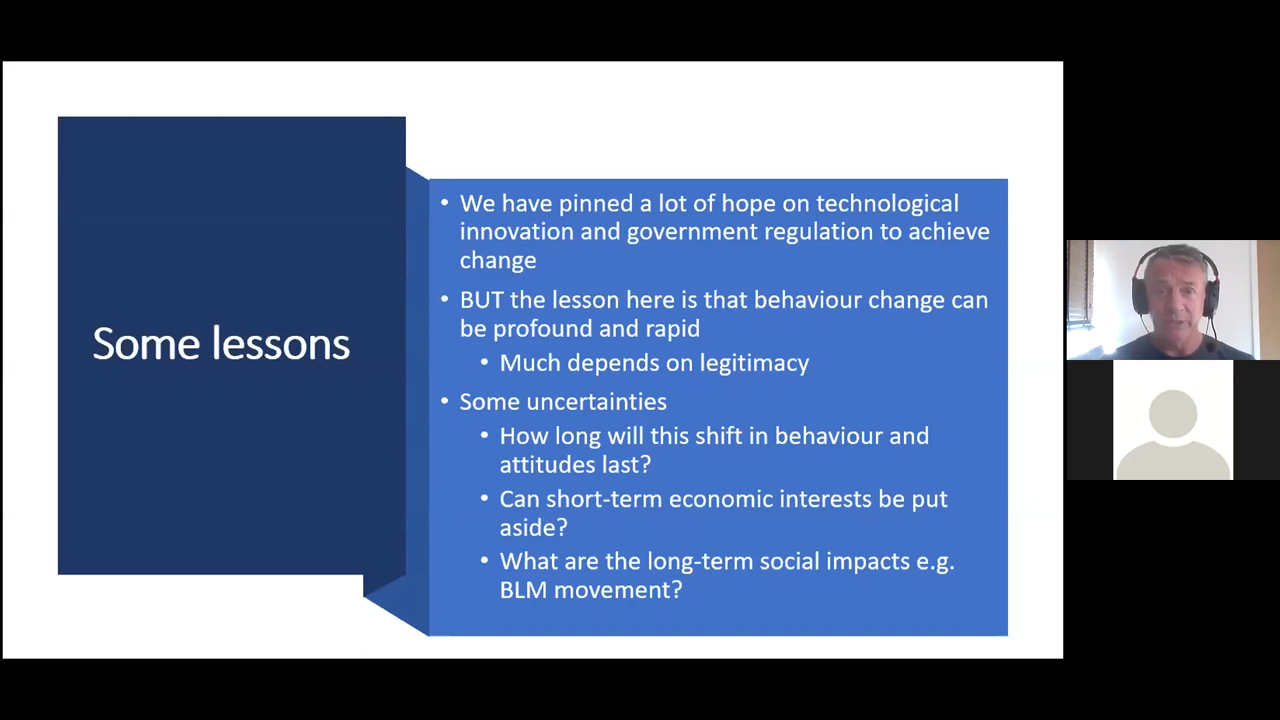 Some lessons
• We have pinned a lot of hope on technological
innovation and government regulation to achieve
change
• BUT the lesson here is that behaviour change can
be profound and rapid
• Much depends on legitimacy
• Some uncertainties
• How long will this shift in behaviour and
attitudes last?
• Can short-term economic interests be put
aside?
• What are the long-term social impacts e.g.
BLM movement?